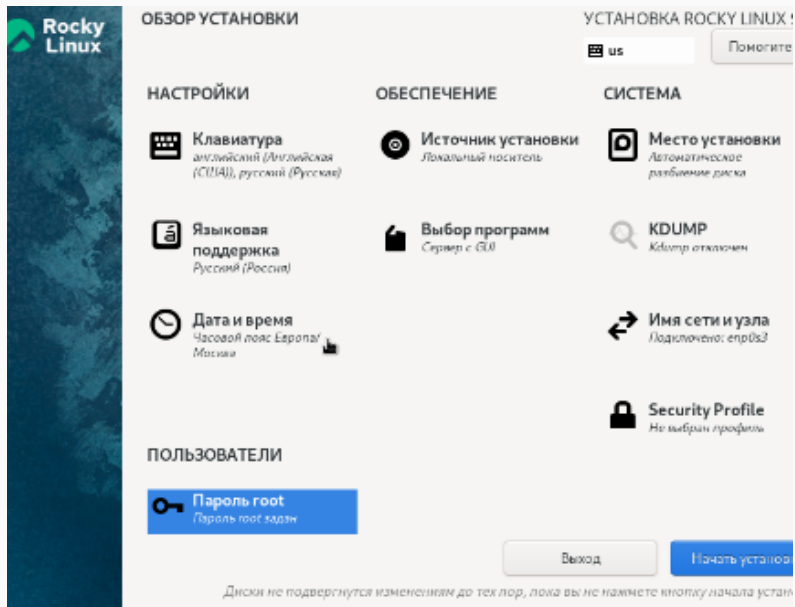 Rocky
Linux
ОБЗОР УСТАНОВКИ
УСТАНОВКА ROCKY LINUX
us
Помогите
НАСТРОЙКИ
ОБЕСПЕЧЕНИЕ
СИСТЕМА
Клавиатура
английский (Английская
(США)), русский (Русская)
Источник установки
Локальный носитель
Место установки
Автоматическое
разбиение диска
Языковая
поддержка
Русский (Россия)
Выбор программ
Сервер с GUI
KDUMP
Kdump отключен
Дата и время
Часовой пояс Европа/
Москва
Имя сети и узла
Подключено: enp0s3
Security Profile
Не выбран профиль
ПОЛЬЗОВАТЕЛИ
Пароль root
Пароль root задан
Выход
Начать установ
Диски не подвергнутся изменениям до тех пор, пока вы не нажмете кнопку начала устан